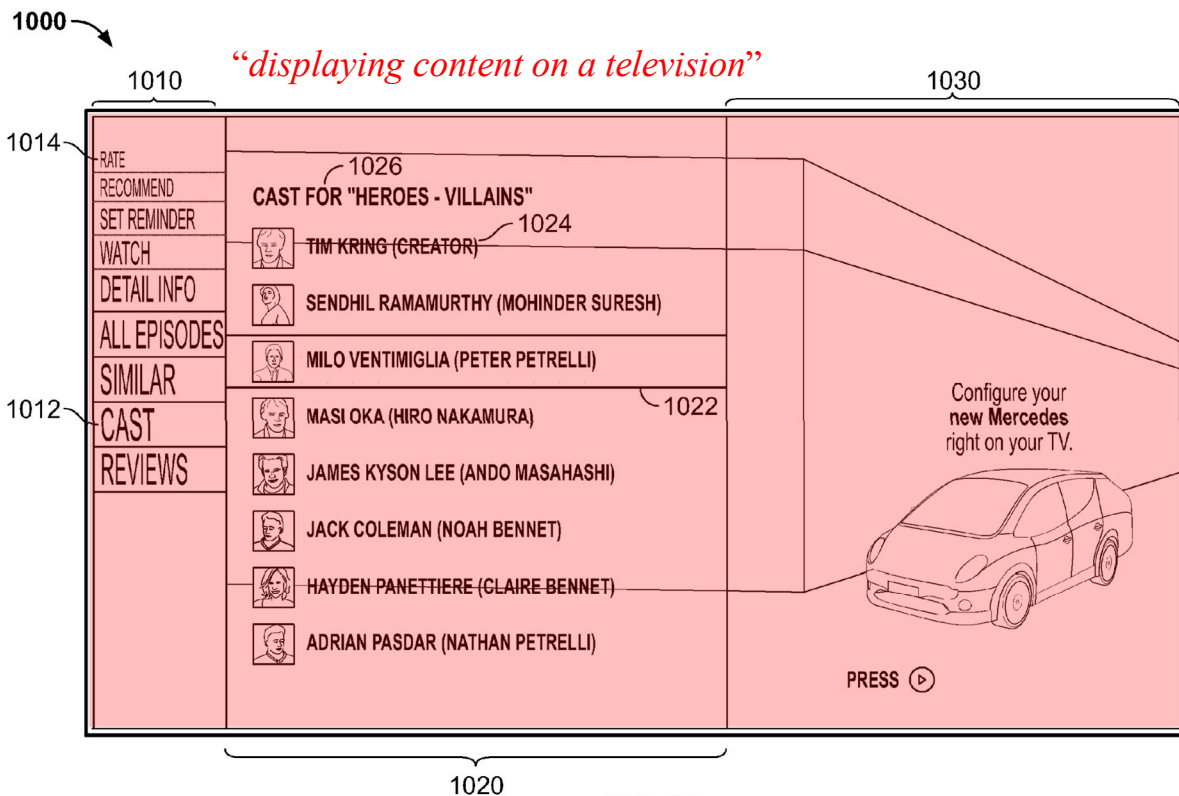 1000
“displaying content on a television”
1010
1030
1014
RATE
RECOMMEND
SET REMINDER
WATCH
DETAIL INFO
ALL EPISODES
SIMILAR
1012
CAST
REVIEWS
1026
CAST FOR "HEROES - VILLAINS"
1024
TIM KRING (CREATOR)
SENDHIL RAMAMURTHY (MOHINDER SURESH)
MILO VENTIMIGLIA (PETER PETRELLI)
1022
MASI OKA (HIRO NAKAMURA)
JAMES KYSON LEE (ANDO MASAHASHI)
JACK COLEMAN (NOAH BENNET)
HAYDEN PANETTIERE (CLAIRE BENNET)
ADRIAN PASDAR (NATHAN PETRELLI)
Configure your
new Mercedes
right on your TV.
PRESS
1020